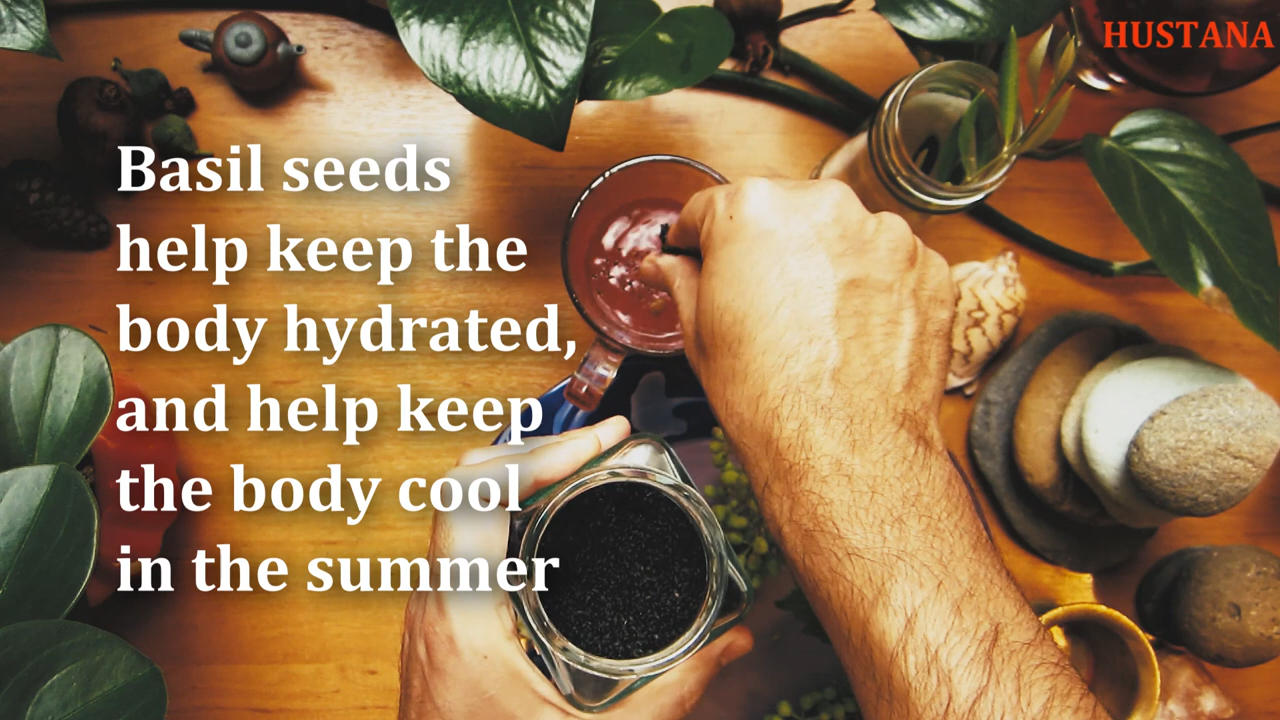 HUSTANA
Basil seeds
help keep the
body hydrated,
and help keep
the body cool
in the summer